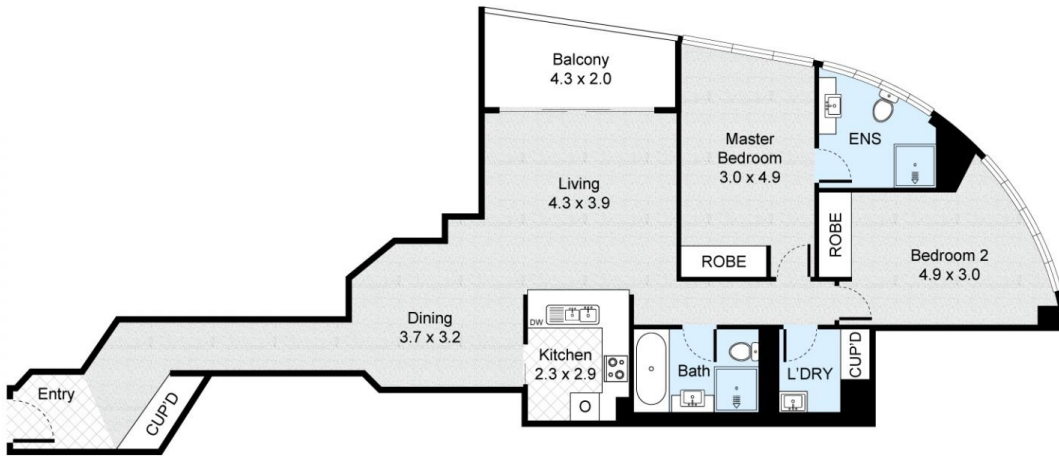 Balcony
4.3 x 2.0
Master
Bedroom
3.0 x 4.9
ENS
Living
4.3 x 3.9
ROBE
ROBE
Bedroom 2
4.9 x 3.0
Dining
3.7 x 3.2
DW
Kitchen
2.3 x 2.9
O
Bath
L'DRY
CUP'D
Entry
CUP'D